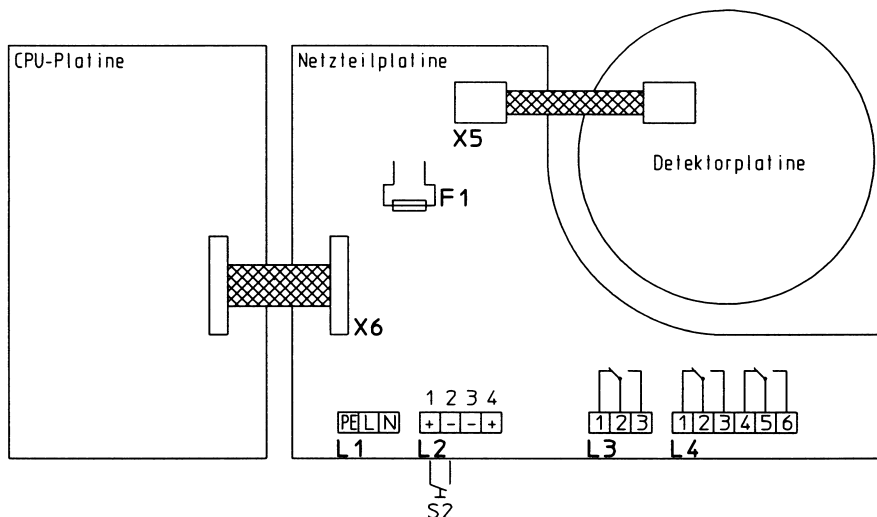 CPU-Platine
Netzteilplatine
X5
Detektorplatine
F1
X6
1 2 3 4
PE L N
+ - - +
1 2 3
1 2 3 4 5 6
L1
L2
L3
L4
S2